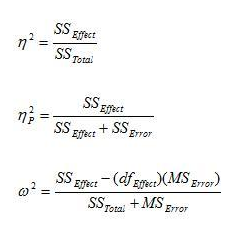 η² = SS_Effect / SS_Total
η²_P = SS_Effect / (SS_Effect + SS_Error)
ω² = (SS_Effect − (df_Effect)(MS_Error)) / (SS_Total + MS_Error)